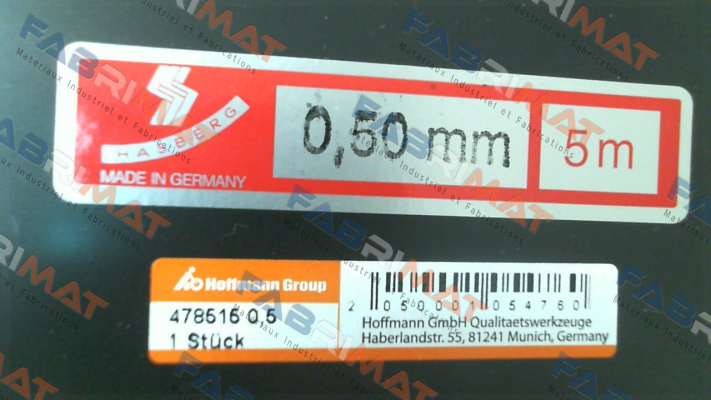 HASBERG
MADE IN GERMANY
0,50 mm
5 m
Hoffmann Group
478515 0,5
1 Stück
2 050001 054760
Hoffmann GmbH Qualitaetswerkzeuge
Haberlandstr. 55, 81241 Munich, Germany
FABRIMAT
Materiaux Industriel et Fabrications